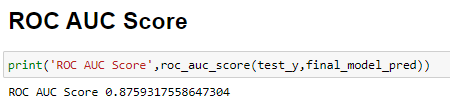 ROC AUC Score
print('ROC AUC Score',roc_auc_score(test_y,final_model_pred))
ROC AUC Score 0.8759317558647304